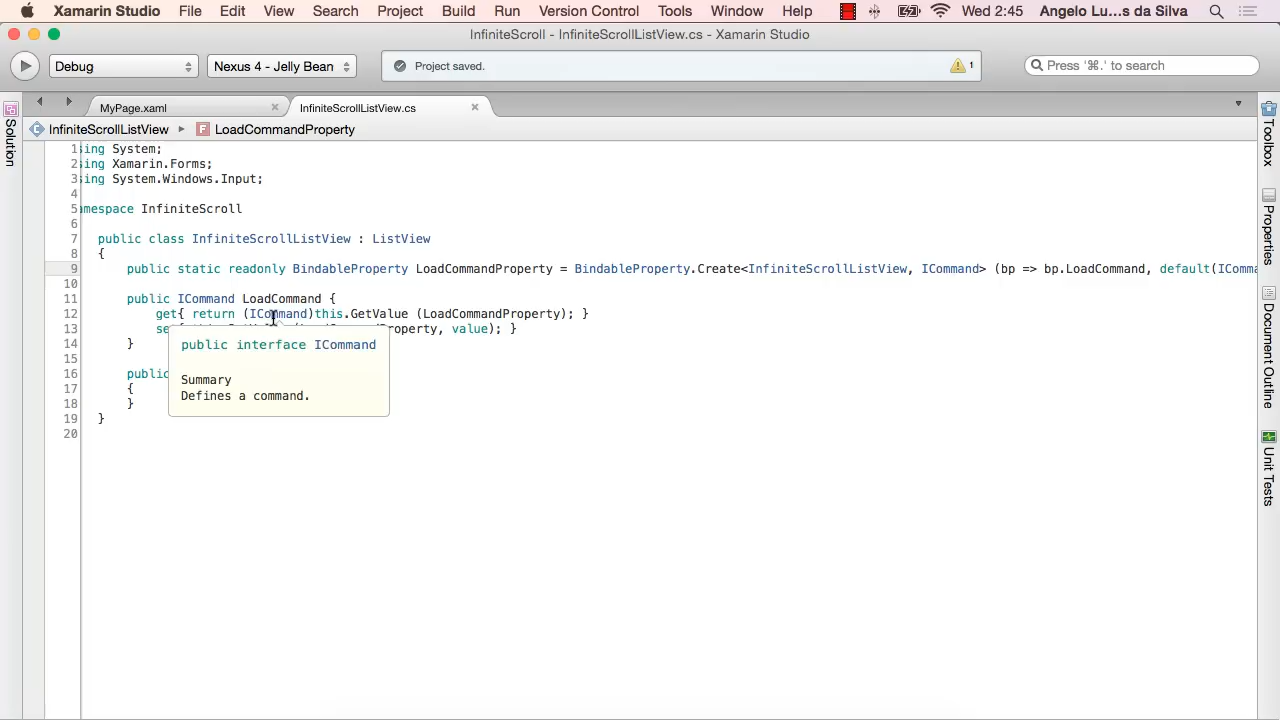 Xamarin Studio File Edit View Search Project Build Run Version Control Tools Window Help Wed 2:45 Angelo Lu...s da Silva
InfiniteScroll - InfiniteScrollListView.cs - Xamarin Studio
Debug Nexus 4 - Jelly Bean Project saved. 1 Press '⌘.' to search
MyPage.xaml InfiniteScrollListView.cs
InfiniteScrollListView LoadCommandProperty
1 ing System;
2 ing Xamarin.Forms;
3 ing System.Windows.Input;
4
5 mespace InfiniteScroll
6
7 public class InfiniteScrollListView : ListView
8 {
9 public static readonly BindableProperty LoadCommandProperty = BindableProperty.Create<InfiniteScrollListView, ICommand> (bp => bp.LoadCommand, default(IComma
10
11 public ICommand LoadCommand {
12 get{ return (ICommand)this.GetValue (LoadCommandProperty); }
13 se Property, value); }
14 }
15
16 public
17 {
18 }
19 }
20
public interface ICommand
Summary
Defines a command.
Solution
Toolbox
Properties
Document Outline
Unit Tests